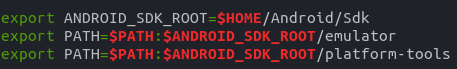 export ANDROID_SDK_ROOT=$HOME/Android/Sdk
export PATH=$PATH:$ANDROID_SDK_ROOT/emulator
export PATH=$PATH:$ANDROID_SDK_ROOT/platform-tools